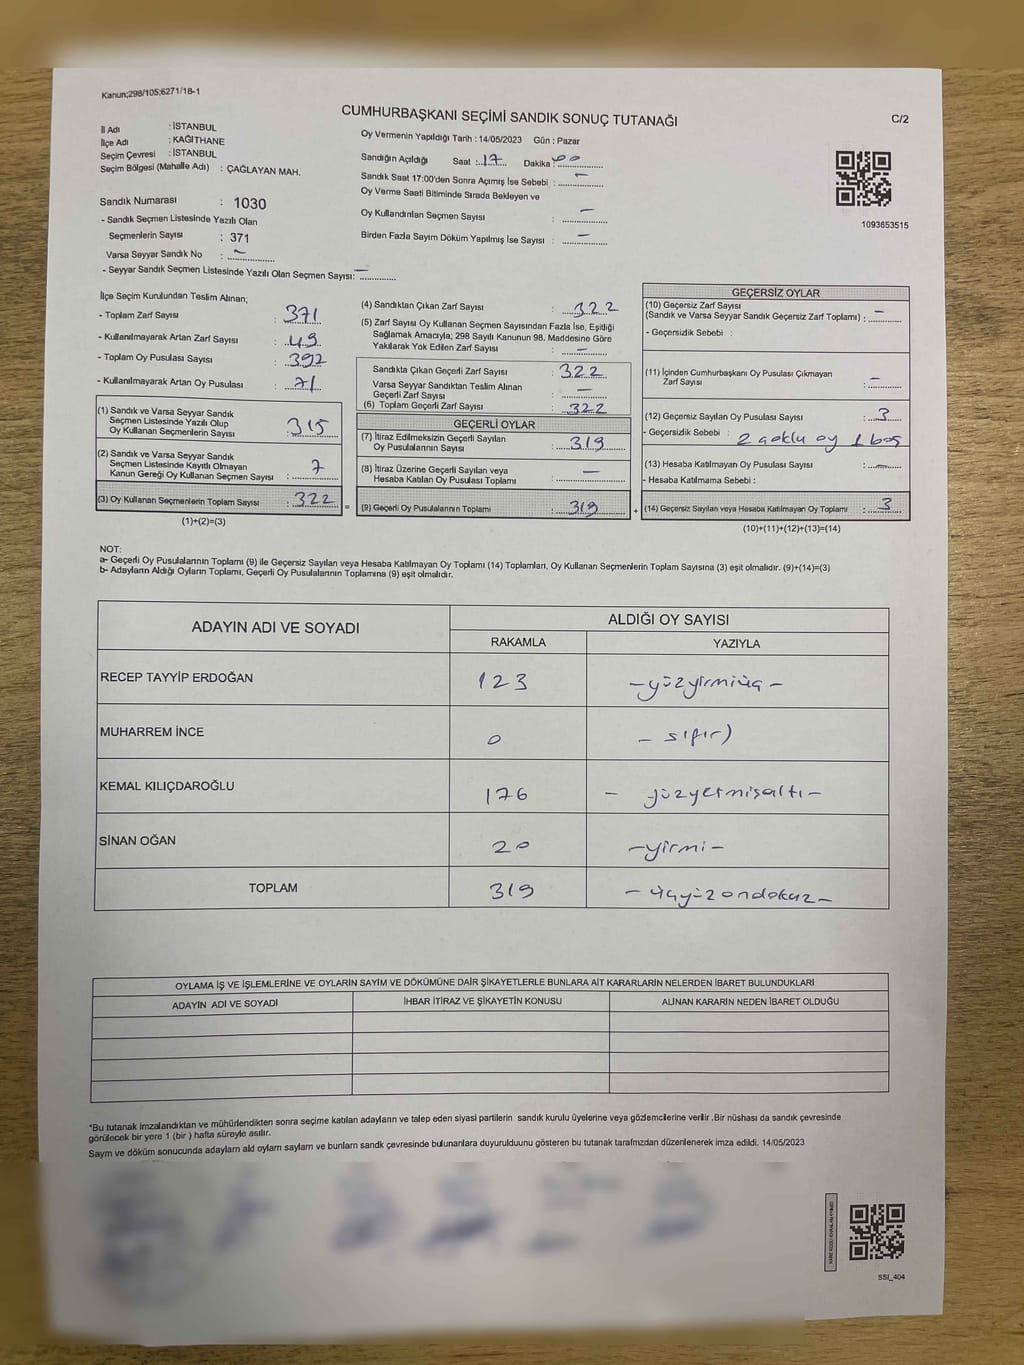 Kanun;298/105;6271/18-1
CUMHURBAŞKANI SEÇİMİ SANDIK SONUÇ TUTANAĞI
C/2
İl Adı : İSTANBUL
İlçe Adı : KAĞITHANE
Seçim Çevresi : İSTANBUL
Seçim Bölgesi (Mahalle Adı) : ÇAĞLAYAN MAH.
Sandık Numarası : 1030
- Sandık Seçmen Listesinde Yazılı Olan
Seçmenlerin Sayısı : 371
Varsa Seyyar Sandık No : -
- Seyyar Sandık Seçmen Listesinde Yazılı Olan Seçmen Sayısı: -
Oy Vermenin Yapıldığı Tarih : 14/05/2023 Gün : Pazar
Sandığın Açıldığı Saat : 17 Dakika : 00
Sandık Saat 17:00'den Sonra Açımış İse Sebebi : -
Oy Verme Saati Bitiminde Sırada Bekleyen ve
Oy Kullandırılan Seçmen Sayısı : -
Birden Fazla Sayım Döküm Yapılmış İse Sayısı : -
1093653515
İlçe Seçim Kurulundan Teslim Alınan;
- Toplam Zarf Sayısı : 371
- Kullanılmayarak Artan Zarf Sayısı : 49
- Toplam Oy Pusulası Sayısı : 392
- Kullanılmayarak Artan Oy Pusulası : 71
(1) Sandık ve Varsa Seyyar Sandık
Seçmen Listesinde Yazılı Olup
Oy Kullanan Seçmenlerin Sayısı : 315
(2) Sandık ve Varsa Seyyar Sandık
Seçmen Listesinde Kayıtlı Olmayan
Kanun Gereği Oy Kullanan Seçmen Sayısı : 7
(3) Oy Kullanan Seçmenlerin Toplam Sayısı : 322
(1)+(2)=(3)
(4) Sandıktan Çıkan Zarf Sayısı : 322
(5) Zarf Sayısı Oy Kullanan Seçmen Sayısından Fazla İse, Eşitliği
Sağlamak Amacıyla; 298 Sayılı Kanunun 98. Maddesine Göre
Yakılarak Yok Edilen Zarf Sayısı : -
Sandıkta Çıkan Geçerli Zarf Sayısı : 322
Varsa Seyyar Sandıktan Teslim Alınan
Geçerli Zarf Sayısı : -
(6) Toplam Geçerli Zarf Sayısı : 322
GEÇERLİ OYLAR
(7) İtiraz Edilmeksizin Geçerli Sayılan
Oy Pusulasının Sayısı : 319
(8) İtiraz Üzerine Geçerli Sayılan veya
Hesaba Katılan Oy Pusulası Toplamı : -
= (9) Geçerli Oy Pusulalarının Toplamı : 319
GEÇERSİZ OYLAR
(10) Geçersiz Zarf Sayısı
(Sandık ve Varsa Seyyar Sandık Geçersiz Zarf Toplamı) : -
- Geçersizlik Sebebi :
(11) İçinden Cumhurbaşkanı Oy Pusulası Çıkmayan
Zarf Sayısı : -
(12) Geçersiz Sayılan Oy Pusulası Sayısı : 3
- Geçersizlik Sebebi : 2 çoklu oy 1 boş
(13) Hesaba Katılmayan Oy Pusulası Sayısı : -
- Hesaba Katılmama Sebebi :
+ (14) Geçersiz Sayılan veya Hesaba Katılmayan Oy Toplamı : 3
(10)+(11)+(12)+(13)=(14)
NOT:
a- Geçerli Oy Pusulalarının Toplamı (9) ile Geçersiz Sayılan veya Hesaba Katılmayan Oy Toplamı (14) Toplamları, Oy Kullanan Seçmenlerin Toplam Sayısına (3) eşit olmalıdır. (9)+(14)=(3)
b- Adayların Aldığı Oyların Toplamı, Geçerli Oy Pusulalarının Toplamına (9) eşit olmalıdır.
ADAYIN ADI VE SOYADI
ALDIĞI OY SAYISI
RAKAMLA YAZIYLA
RECEP TAYYİP ERDOĞAN 123 -yüzyirmiüç-
MUHARREM İNCE 0 - sıfır)
KEMAL KILIÇDAROĞLU 176 - yüzyetmişaltı-
SİNAN OĞAN 20 -yirmi-
TOPLAM 319 -üçyüzondokuz-
OYLAMA İŞ VE İŞLEMLERİNE VE OYLARIN SAYIM VE DÖKÜMÜNE DAİR ŞİKAYETLERLE BUNLARA AİT KARARLARIN NELERDEN İBARET BULUNDUKLARI
ADAYIN ADI VE SOYADI İHBAR İTİRAZ VE ŞİKAYETİN KONUSU ALINAN KARARIN NEDEN İBARET OLDUĞU
*Bu tutanak imzalandıktan ve mühürlendikten sonra seçime katılan adayların ve talep eden siyasi partilerin sandık kurulu üyelerine veya gözlemcilerine verilir .Bir nüshası da sandık çevresinde
görülecek bir yere 1 (bir ) hafta süreyle asılır.
Saym ve döküm sonucunda adayların ald oylarn saylarn ve bunlarn sandk çevresinde bulunanlara duyurulduunu gösteren bu tutanak tarafmzdan düzenlenerek imza edildi. 14/05/2023
SSI_404